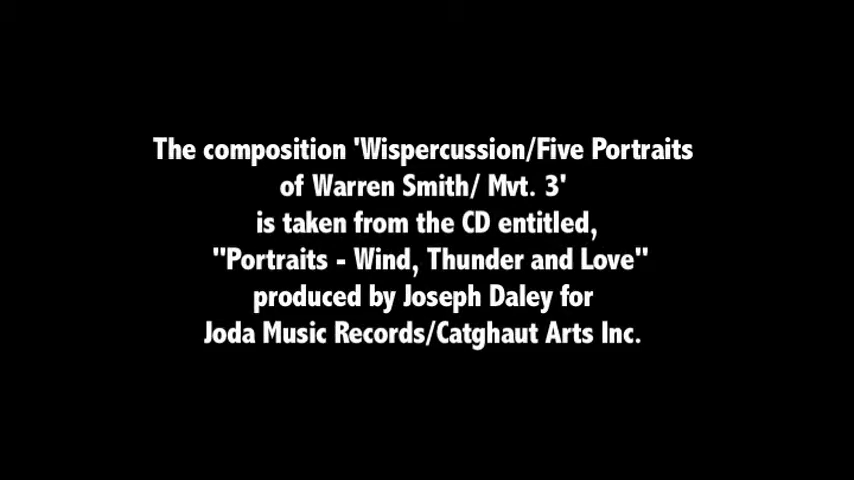 The composition 'Wispercussion/Five Portraits
of Warren Smith/ Mvt. 3'
is taken from the CD entitled,
"Portraits - Wind, Thunder and Love"
produced by Joseph Daley for
Joda Music Records/Catghaut Arts Inc.